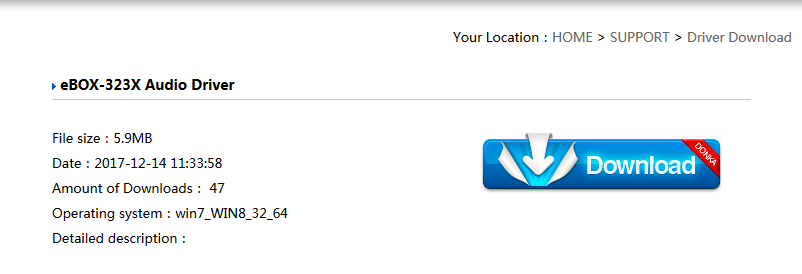 Your Location : HOME > SUPPORT > Driver Download
eBOX-323X Audio Driver
File size : 5.9MB
Date : 2017-12-14 11:33:58
Amount of Downloads : 47
Operating system : win7_WIN8_32_64
Detailed description :
Download
DONKA